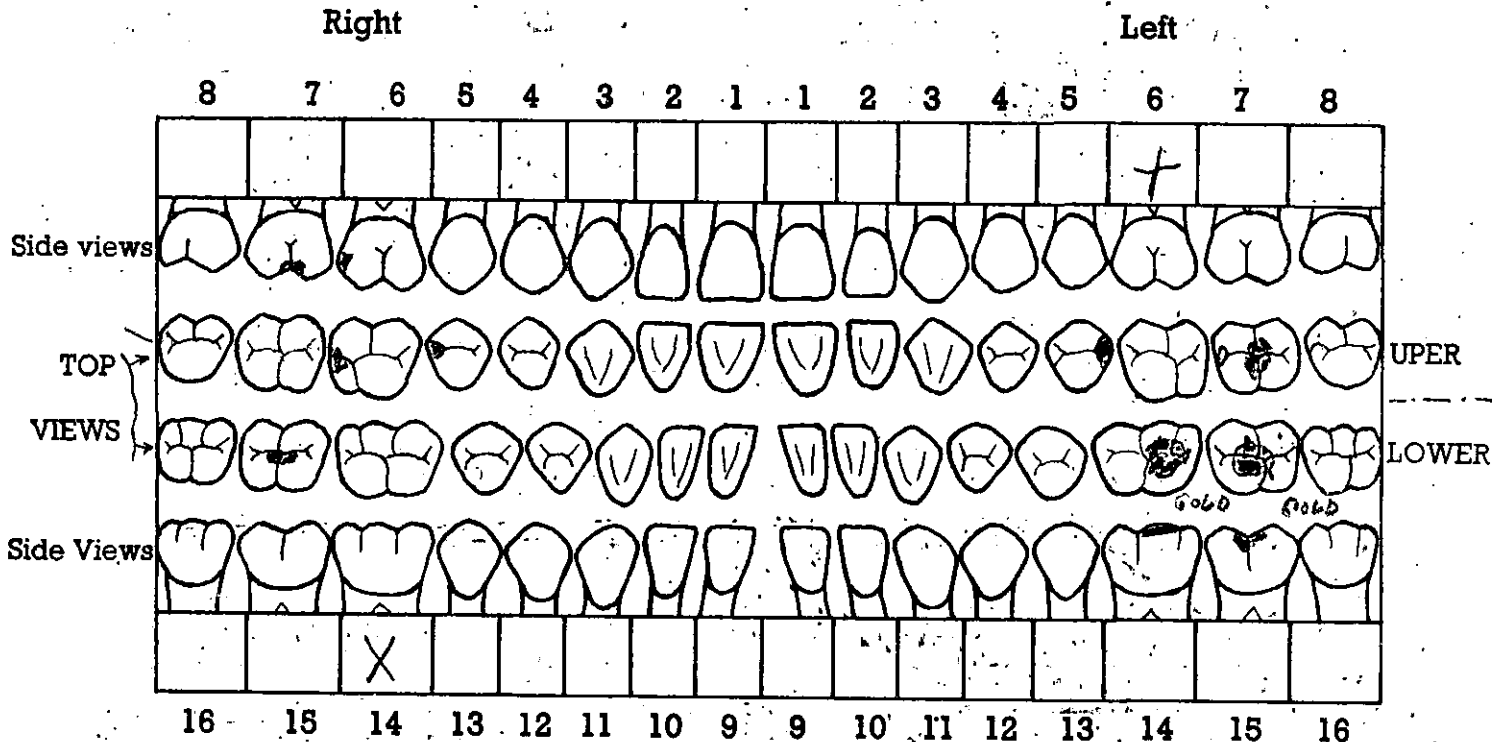 Right Left
8 7 6 5 4 3 2 1 1 2 3 4 5 6 7 8
X
Side views
TOP
UPER
VIEWS
LOWER
GOLD GOLD
Side Views
X
16 15 14 13 12 11 10 9 9 10 11 12 13 14 15 16